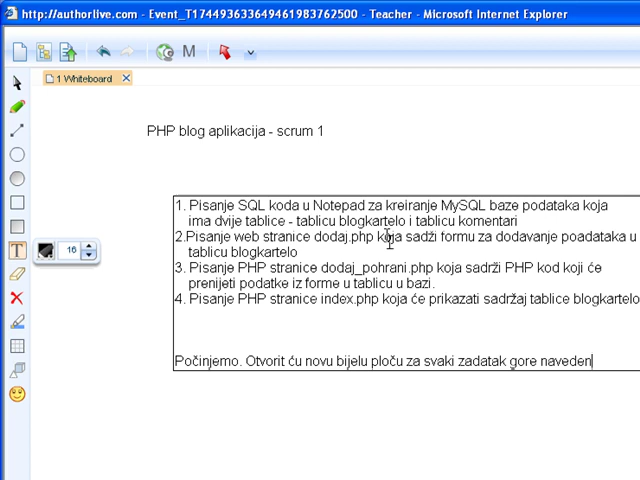 http://authorlive.com - Event_T174493633649461983762500 - Teacher - Microsoft Internet Explorer
M
1 Whiteboard
PHP blog aplikacija - scrum 1
1. Pisanje SQL koda u Notepad za kreiranje MySQL baze podataka koja
ima dvije tablice - tablicu blogkartelo i tablicu komentari
2.Pisanje web stranice dodaj.php koja sadži formu za dodavanje poadataka u
tablicu blogkartelo
3. Pisanje PHP stranice dodaj_pohrani.php koja sadrži PHP kod koji će
prenijeti podatke iz forme u tablicu u bazi.
4. Pisanje PHP stranice index.php koja će prikazati sadržaj tablice blogkartelo
T 16
Počinjemo. Otvorit ću novu bijelu ploču za svaki zadatak gore naveden